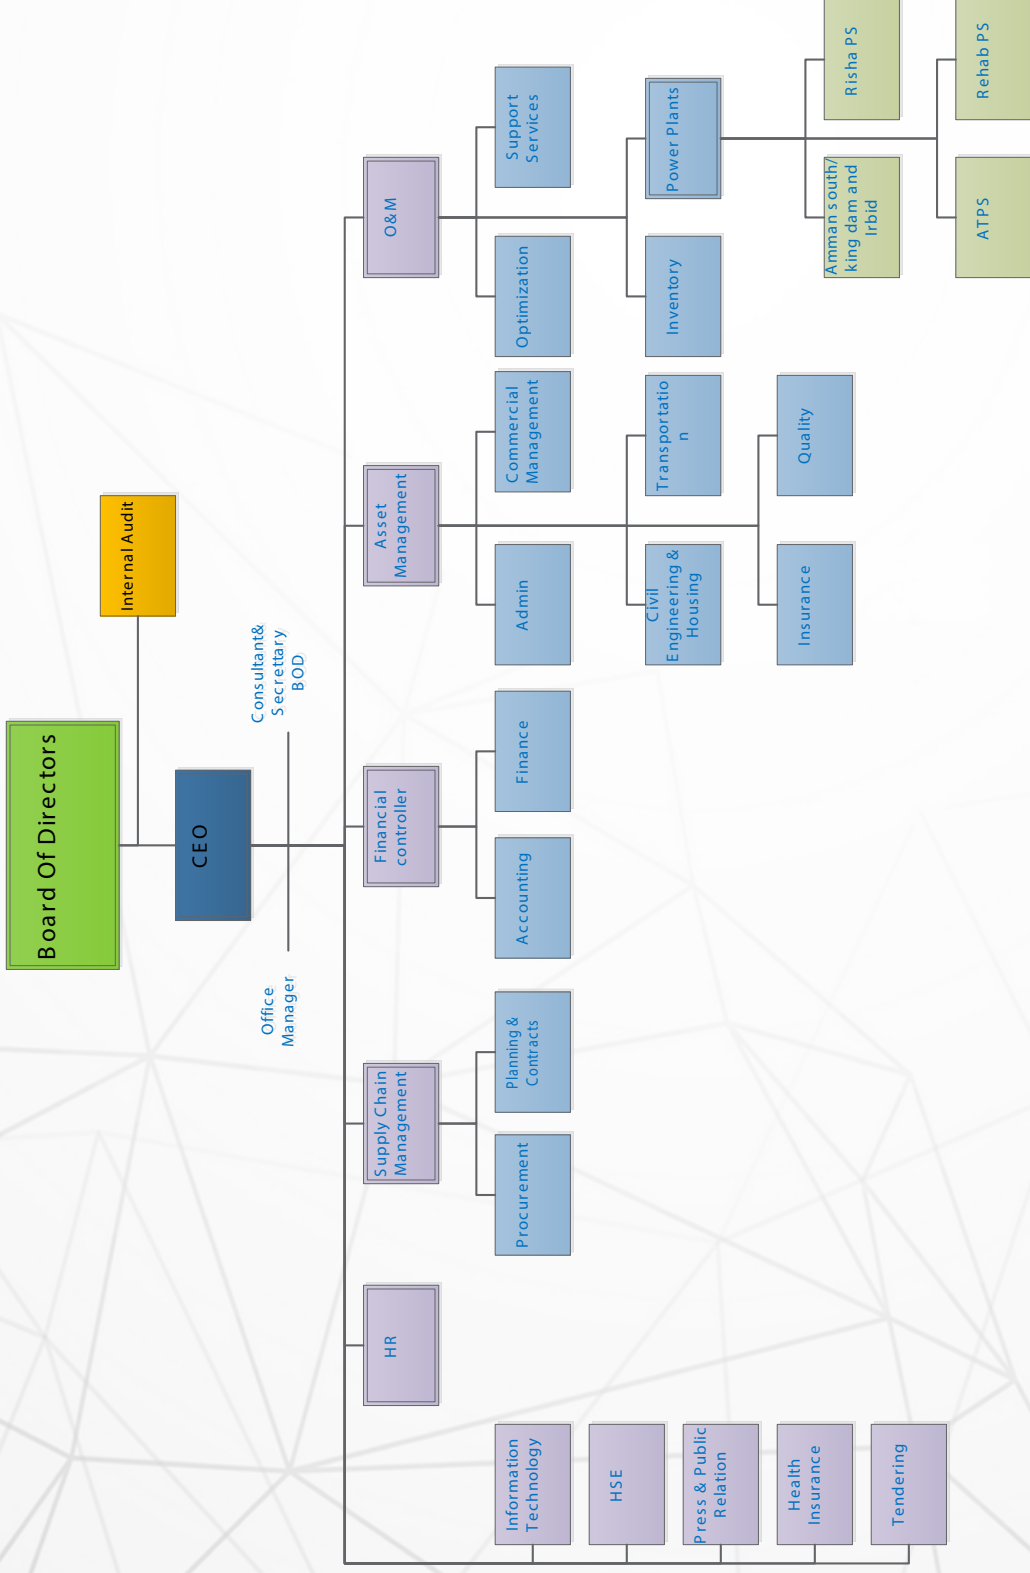 Board Of Directors
Internal Audit
CEO
Office
Manager
Consultant&
Secrettary
BOD
HR
Supply Chain
Management
Financial
controller
Asset
Management
O&M
Information
Technology
HSE
Press & Public
Relation
Health
Insurance
Tendering
Procurement
Planning &
Contracts
Accounting
Finance
Admin
Commercial
Management
Civil
Engineering &
Housing
Transportatio
n
Insurance
Quality
Optimization
Support
Services
Inventory
Power Plants
Amman south/
king dam and
Irbid
Risha PS
ATPS
Rehab PS